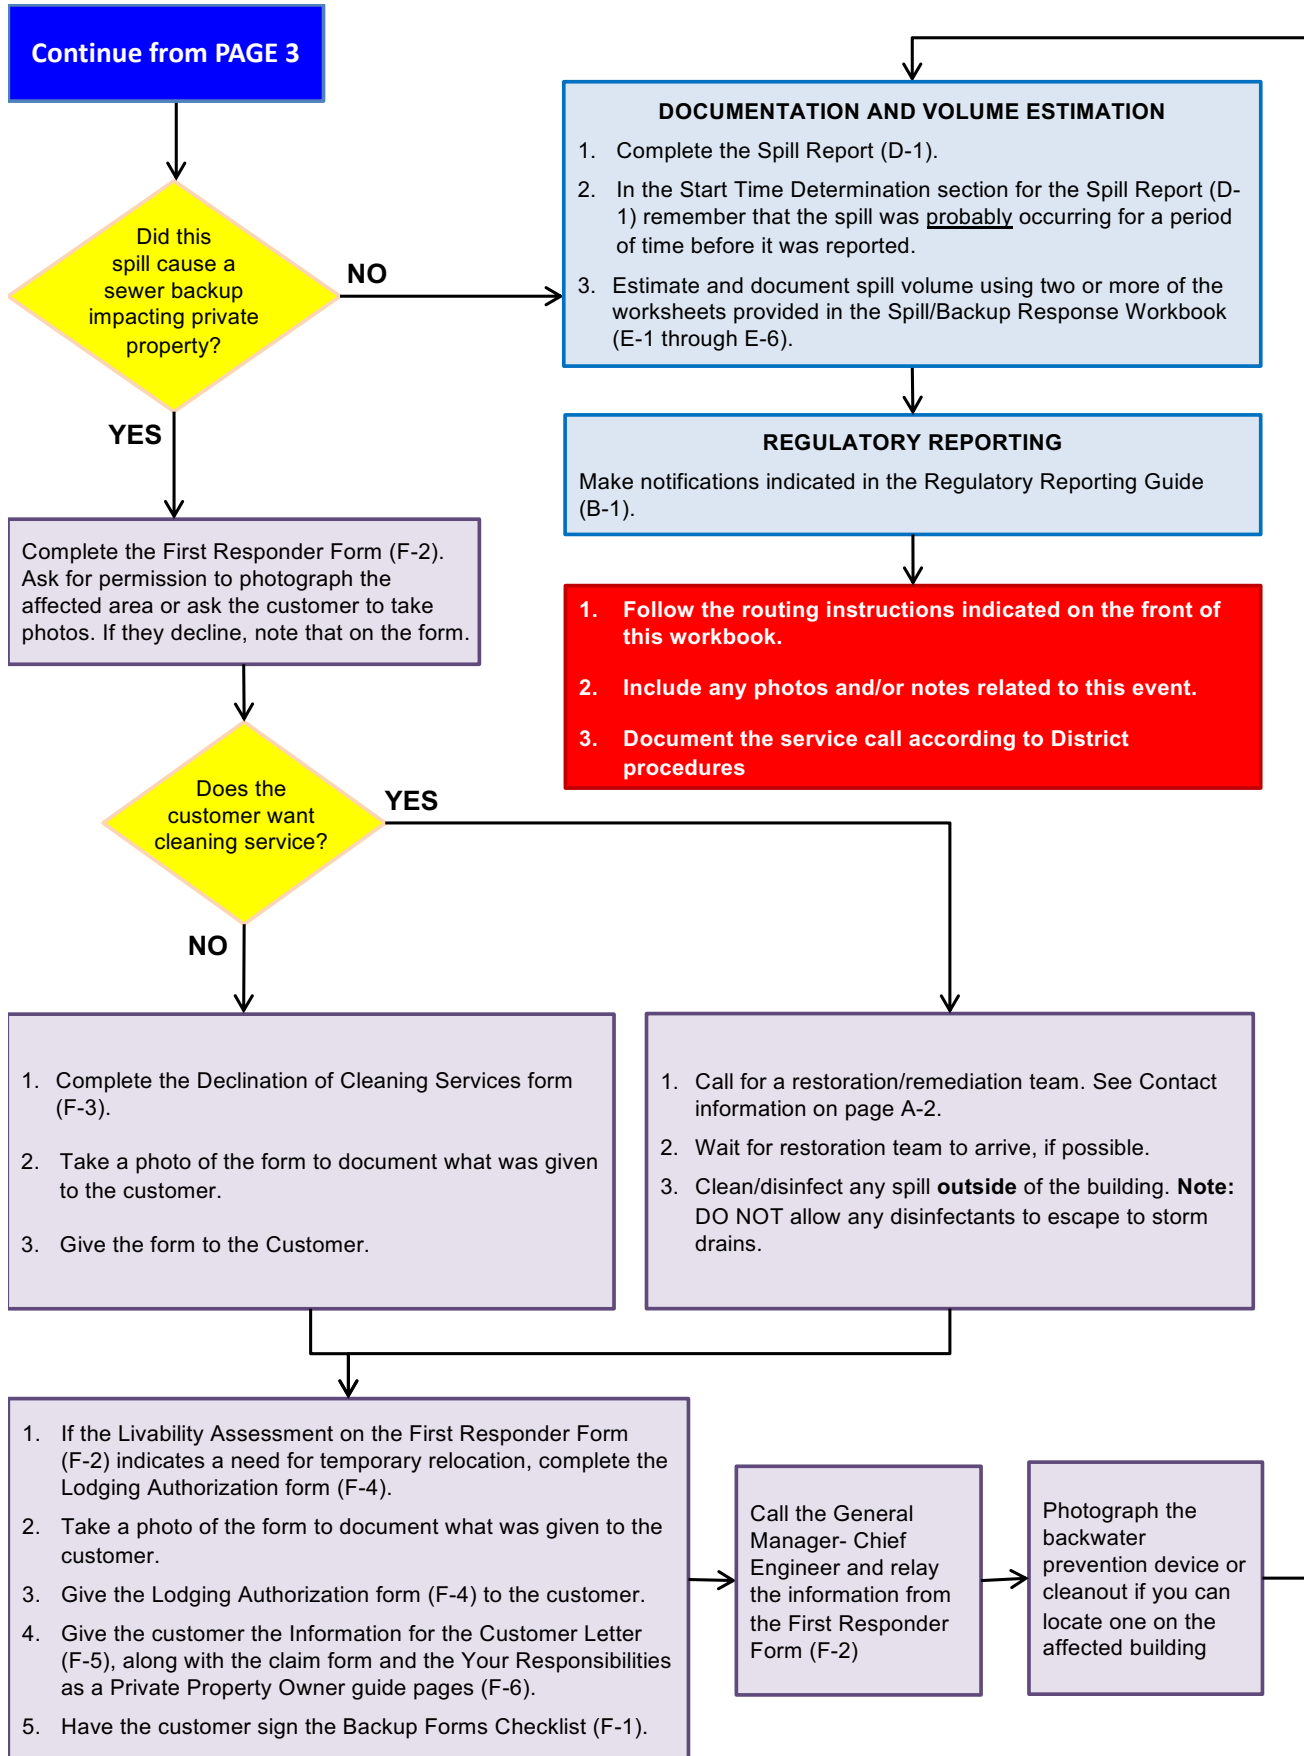 Continue from PAGE 3
Did this
spill cause a
sewer backup
impacting private
property?
NO
YES
DOCUMENTATION AND VOLUME ESTIMATION
1. Complete the Spill Report (D-1).
2. In the Start Time Determination section for the Spill Report (D-
1) remember that the spill was probably occurring for a period
of time before it was reported.
3. Estimate and document spill volume using two or more of the
worksheets provided in the Spill/Backup Response Workbook
(E-1 through E-6).
REGULATORY REPORTING
Make notifications indicated in the Regulatory Reporting Guide
(B-1).
1. Follow the routing instructions indicated on the front of
this workbook.
2. Include any photos and/or notes related to this event.
3. Document the service call according to District
procedures
Complete the First Responder Form (F-2).
Ask for permission to photograph the
affected area or ask the customer to take
photos. If they decline, note that on the form.
Does the
customer want
cleaning service?
YES
NO
1. Complete the Declination of Cleaning Services form
(F-3).
2. Take a photo of the form to document what was given
to the customer.
3. Give the form to the Customer.
1. Call for a restoration/remediation team. See Contact
information on page A-2.
2. Wait for restoration team to arrive, if possible.
3. Clean/disinfect any spill outside of the building. Note:
DO NOT allow any disinfectants to escape to storm
drains.
1. If the Livability Assessment on the First Responder Form
(F-2) indicates a need for temporary relocation, complete the
Lodging Authorization form (F-4).
2. Take a photo of the form to document what was given to the
customer.
3. Give the Lodging Authorization form (F-4) to the customer.
4. Give the customer the Information for the Customer Letter
(F-5), along with the claim form and the Your Responsibilities
as a Private Property Owner guide pages (F-6).
5. Have the customer sign the Backup Forms Checklist (F-1).
Call the General
Manager- Chief
Engineer and relay
the information from
the First Responder
Form (F-2)
Photograph the
backwater
prevention device or
cleanout if you can
locate one on the
affected building